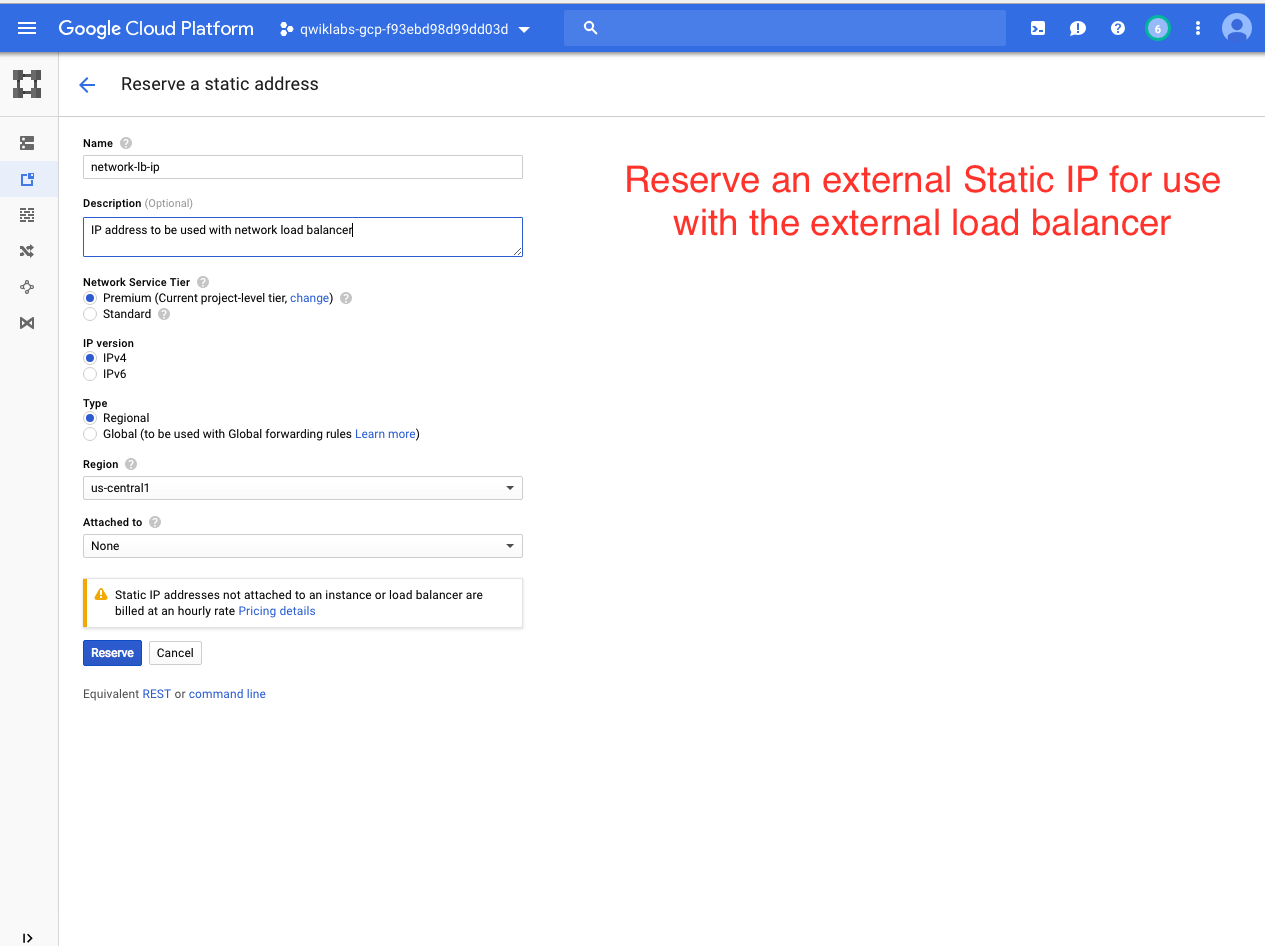 Google Cloud Platform
qwiklabs-gcp-f93ebd98d99dd03d
6
Reserve a static address
Name
network-lb-ip
Reserve an external Static IP for use
with the external load balancer
Description (Optional)
IP address to be used with network load balancer
Network Service Tier
Premium (Current project-level tier, change)
Standard
IP version
IPv4
IPv6
Type
Regional
Global (to be used with Global forwarding rules Learn more)
Region
us-central1
Attached to
None
Static IP addresses not attached to an instance or load balancer are
billed at an hourly rate Pricing details
Reserve Cancel
Equivalent REST or command line